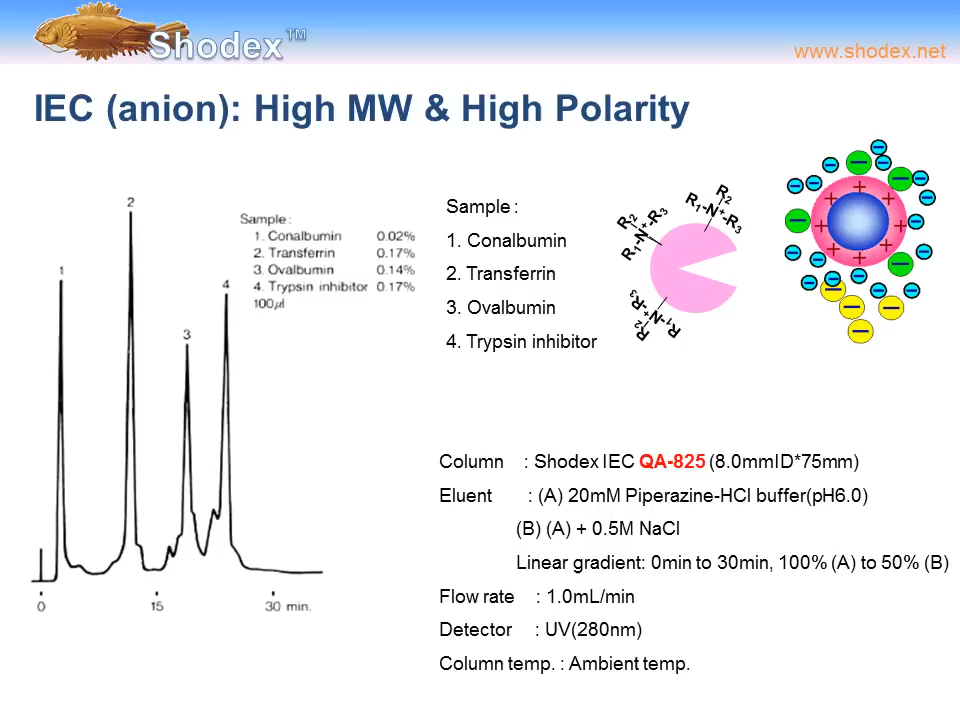 Shodex™
www.shodex.net
IEC (anion): High MW & High Polarity
Sample :
1. Conalbumin 0.02%
2. Transferrin 0.17%
3. Ovalbumin 0.14%
4. Trypsin inhibitor 0.17%
100μl
1
2
3
4
0
15
30 min.
Sample :
1. Conalbumin
2. Transferrin
3. Ovalbumin
4. Trypsin inhibitor
R2
R1-N+-R3
R2
R1-N+-R3
R2
R1-N+-R3
Column : Shodex IEC QA-825 (8.0mmID*75mm)
Eluent : (A) 20mM Piperazine-HCl buffer(pH6.0)
(B) (A) + 0.5M NaCl
Linear gradient: 0min to 30min, 100% (A) to 50% (B)
Flow rate : 1.0mL/min
Detector : UV(280nm)
Column temp. : Ambient temp.